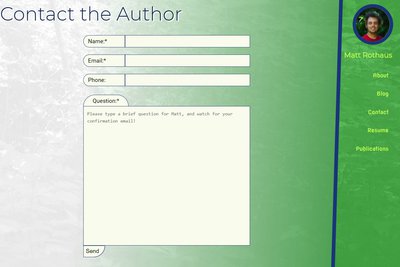 Contact the Author
Name:*
Email:*
Phone:
Question:*
Please type a brief question for Matt, and watch for your
confirmation email!
Send
Matt Rothaus
About
Blog
Contact
Resume
Publications